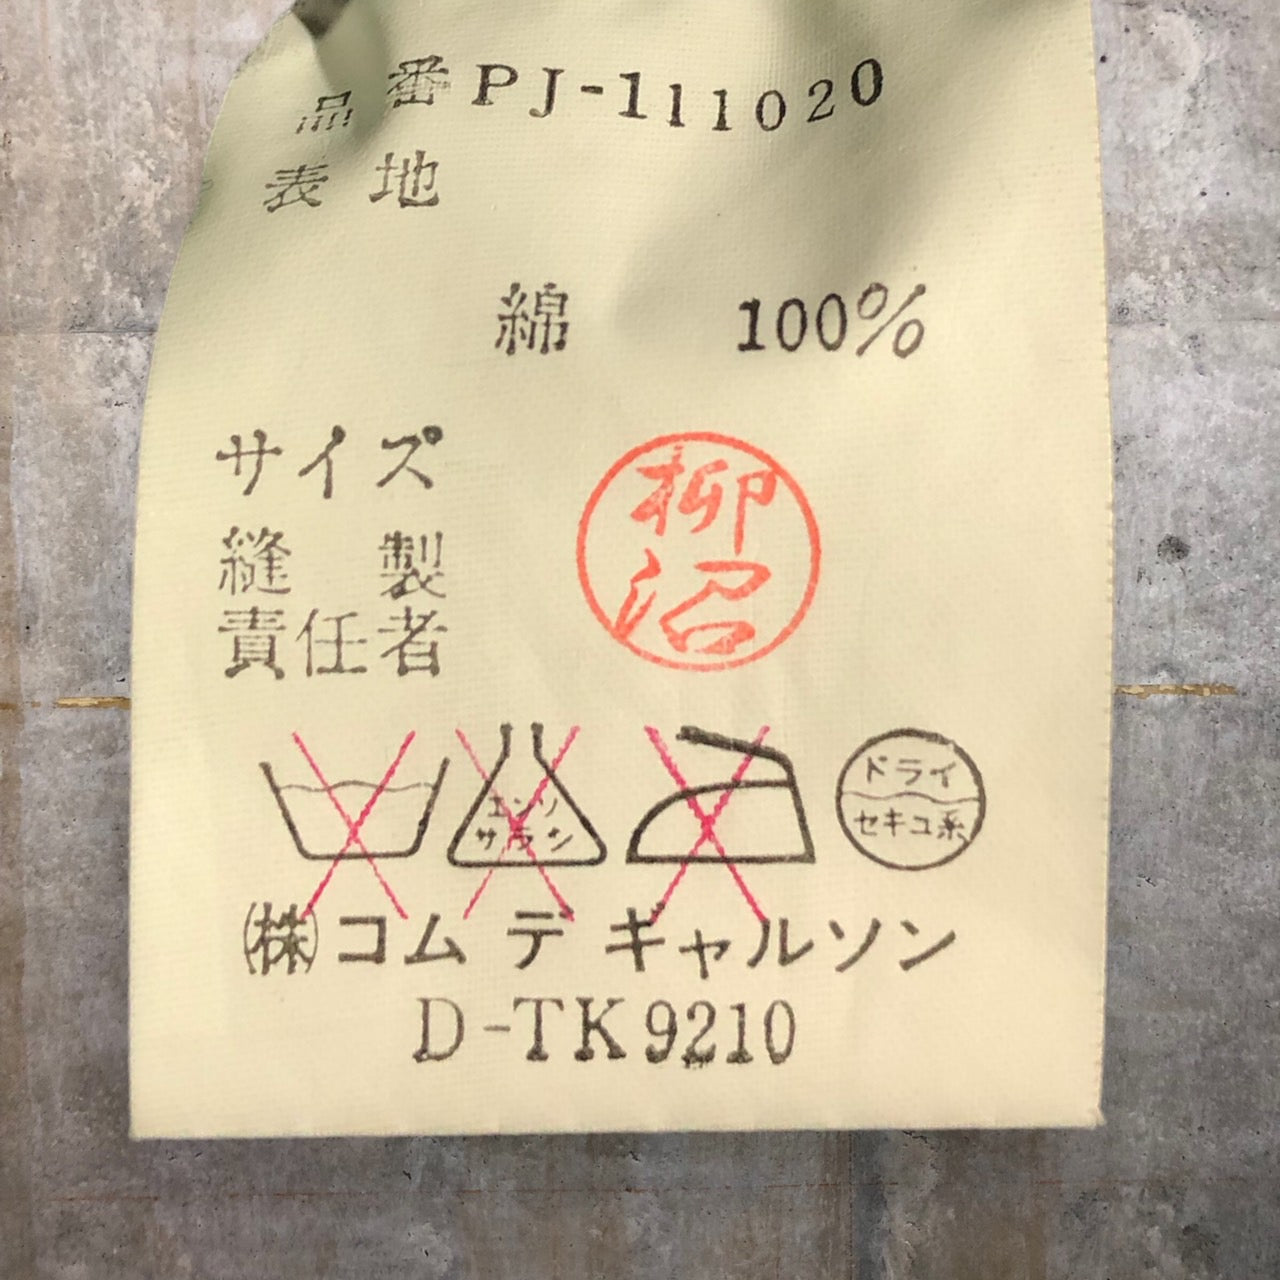 品番 PJ-111020
表地
綿 100%
サイズ
柳沼
縫製
責任者
エンソ
サラシ
ドライ
セキユ系
㈱コム デ ギャルソン
D-TK9210